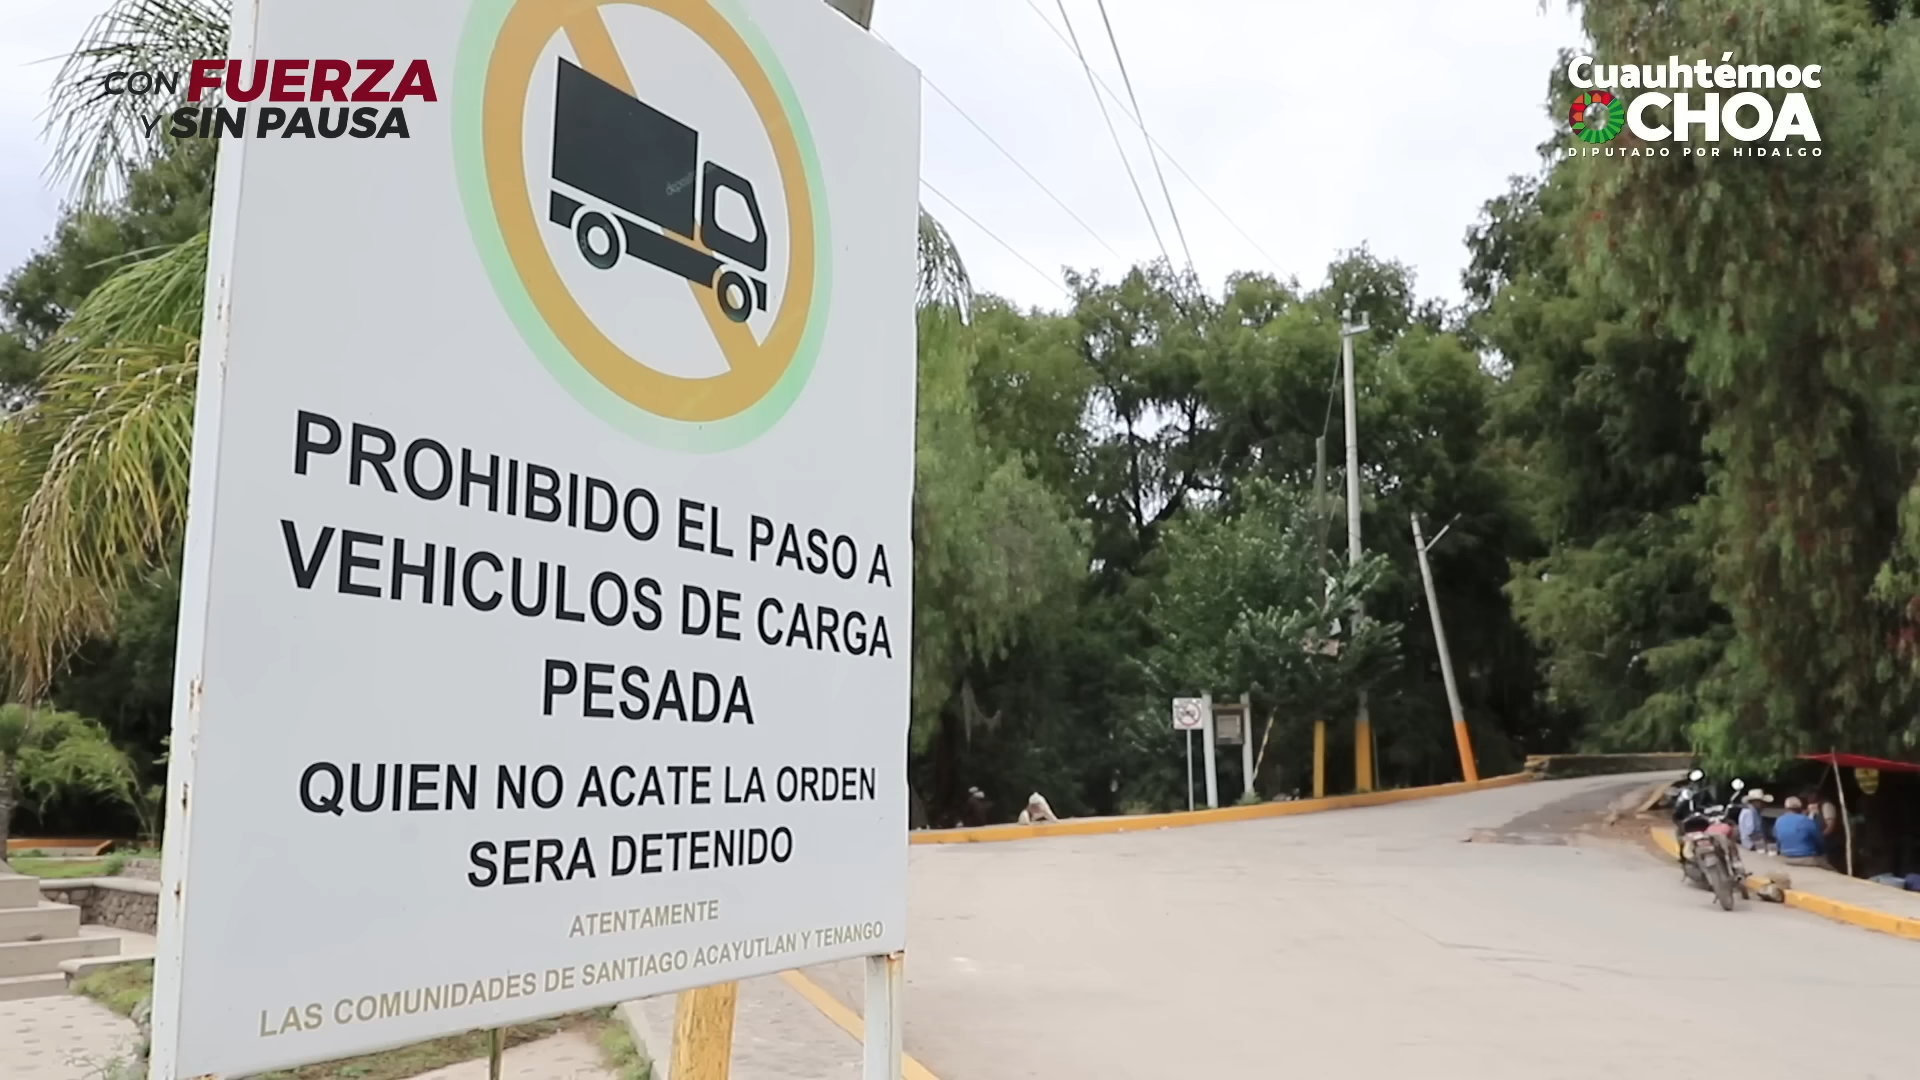 CON FUERZA
Y SIN PAUSA
Cuauhtémoc
OCHOA
DIPUTADO POR HIDALGO
PROHIBIDO EL PASO A
VEHICULOS DE CARGA
PESADA
QUIEN NO ACATE LA ORDEN
SERA DETENIDO
ATENTAMENTE
LAS COMUNIDADES DE SANTIAGO ACAYUTLAN Y TENANGO